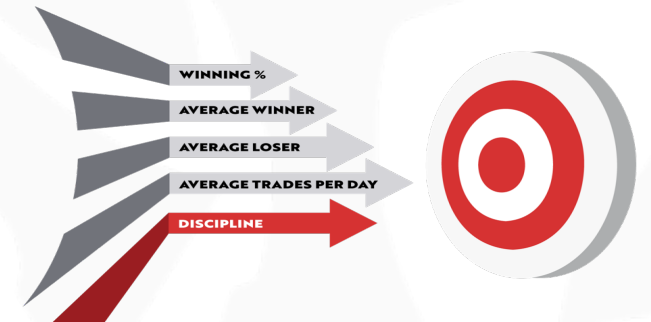 WINNING %
AVERAGE WINNER
AVERAGE LOSER
AVERAGE TRADES PER DAY
DISCIPLINE